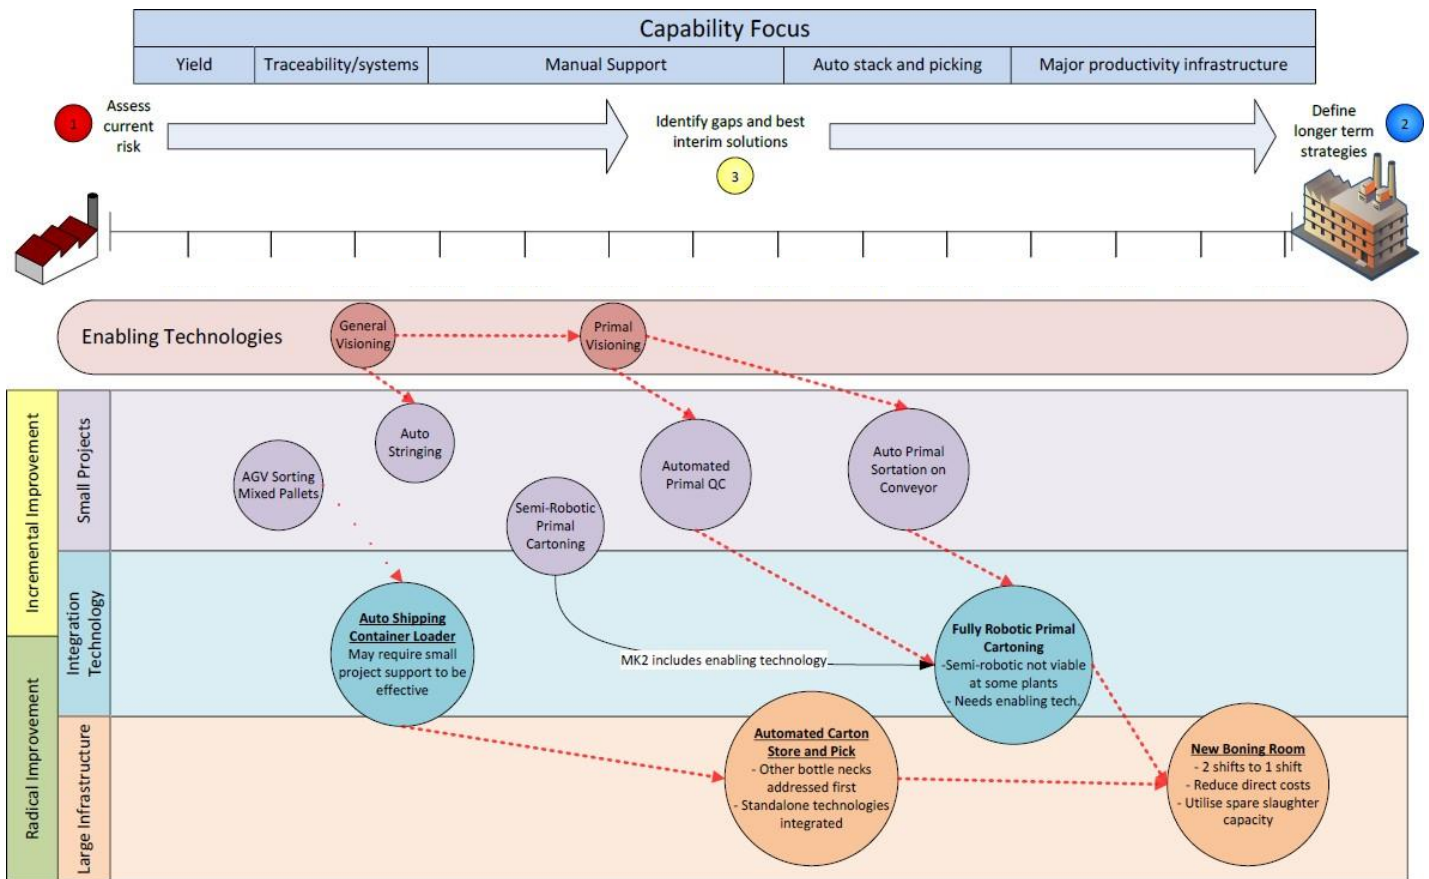 Capability Focus
Yield
Traceability/systems
Manual Support
Auto stack and picking
Major productivity infrastructure
1
Assess
current
risk
Identify gaps and best
interim solutions
3
Define
longer term
strategies
2
Enabling Technologies
General
Visioning
Primal
Visioning
Incremental Improvement
Radical Improvement
Small Projects
AGV Sorting
Mixed Pallets
Auto
Stringing
Semi-Robotic
Primal
Cartoning
Automated
Primal QC
Auto Primal
Sortation on
Conveyor
Integration
Technology
Auto Shipping
Container Loader
May require small
project support to be
effective
MK2 includes enabling technology
Fully Robotic Primal
Cartoning
-Semi-robotic not viable
at some plants
- Needs enabling tech.
Large Infrastructure
Automated Carton
Store and Pick
- Other bottle necks
addressed first
- Standalone technologies
integrated
New Boning Room
- 2 shifts to 1 shift
- Reduce direct costs
- Utilise spare slaughter
capacity